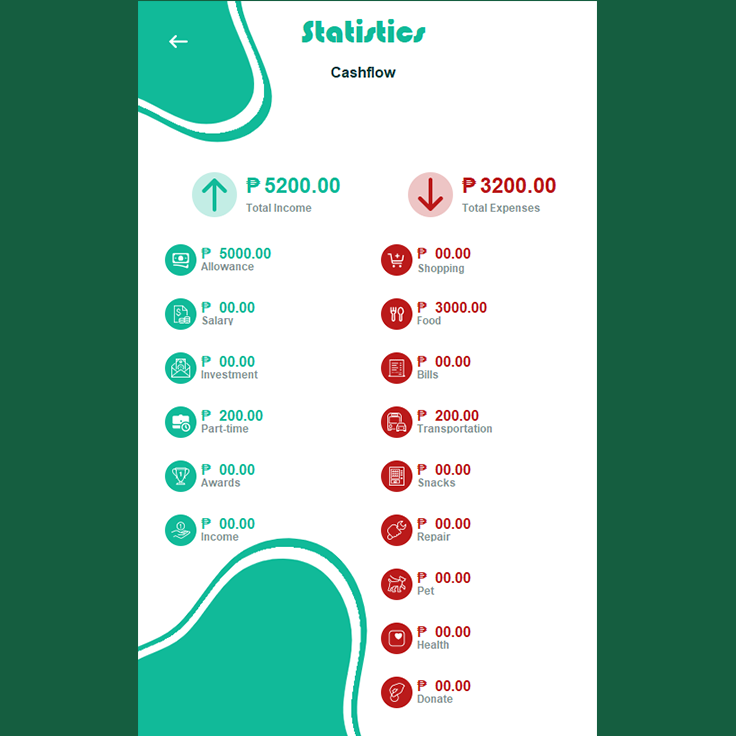 Statistics
Cashflow
₱ 5200.00
Total Income
₱ 3200.00
Total Expenses
₱ 5000.00
Allowance
₱ 00.00
Salary
₱ 00.00
Investment
₱ 200.00
Part-time
₱ 00.00
Awards
₱ 00.00
Income
₱ 00.00
Shopping
₱ 3000.00
Food
₱ 00.00
Bills
₱ 200.00
Transportation
₱ 00.00
Snacks
₱ 00.00
Repair
₱ 00.00
Pet
₱ 00.00
Health
₱ 00.00
Donate